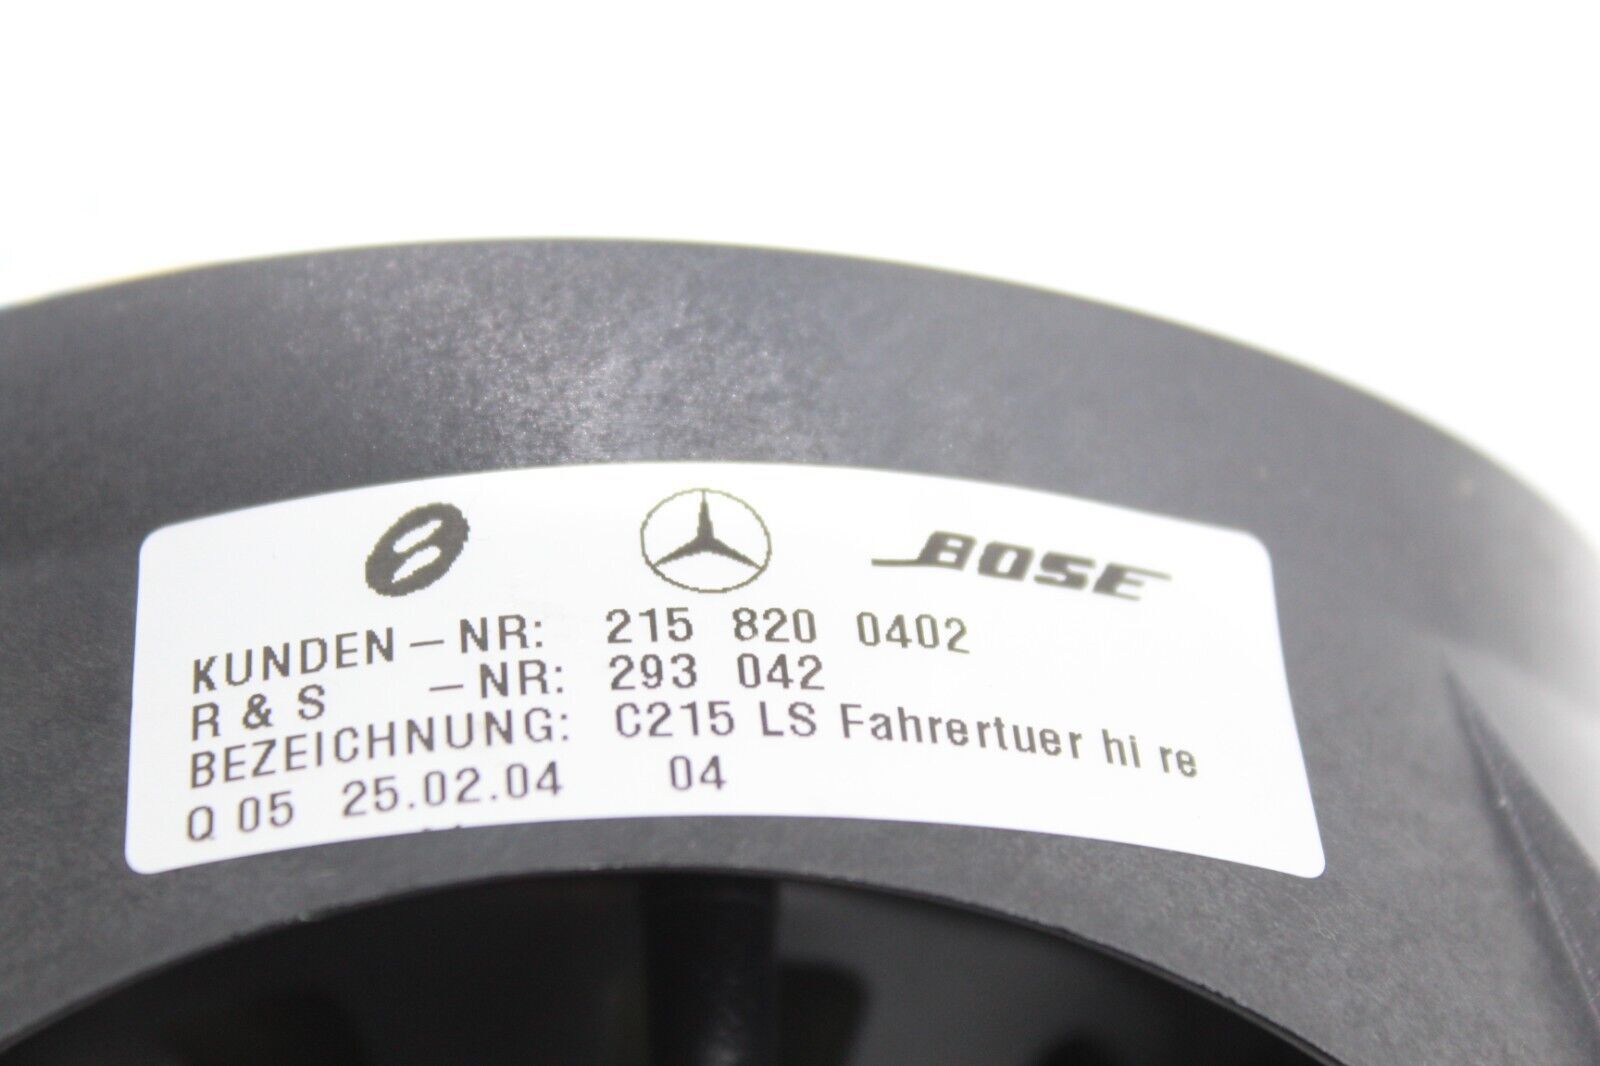 BOSE
KUNDEN-NR: 215 820 0402
R & S -NR: 293 042
BEZEICHNUNG: C215 LS Fahrertuer hi re
Q 05 25.02.04 04